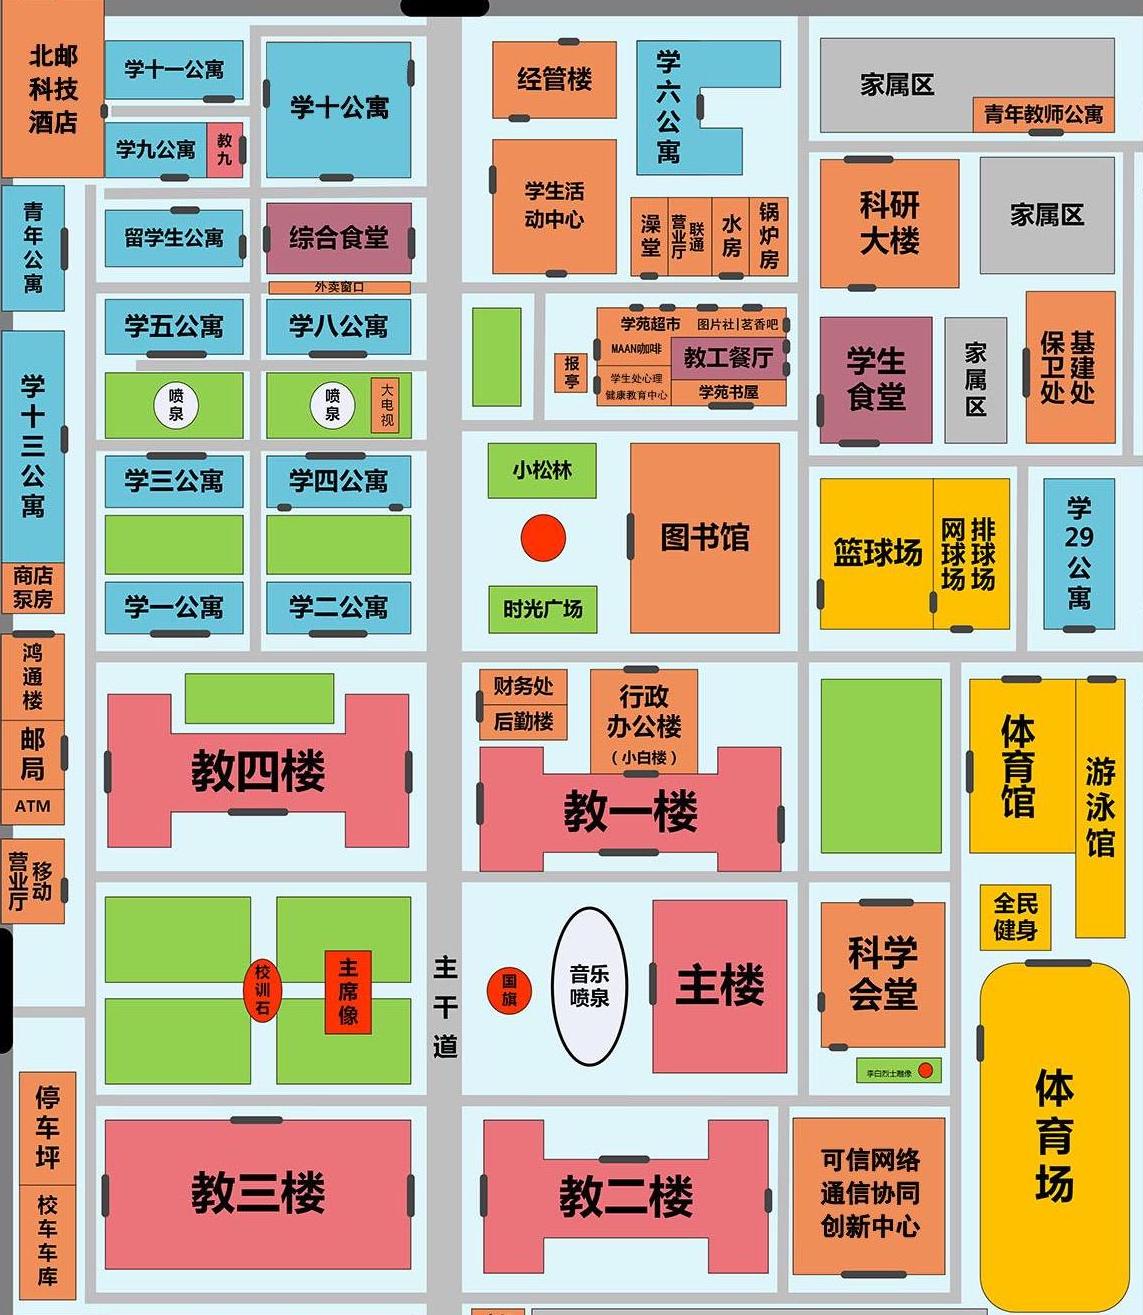 北邮
科技
酒店
学十一公寓
学九公寓
教九
学十公寓
经管楼
学六公寓
家属区
青年教师公寓
青年公寓
留学生公寓
综合食堂
外卖窗口
学生活
动中心
澡堂
营业厅
联通
水房
锅炉房
科研
大楼
家属区
学五公寓
学八公寓
喷泉
喷泉
大电视
报亭
学苑超市
图片社|茗香吧
MAAN咖啡
教工餐厅
学生处心理
健康教育中心
学苑书屋
学生
食堂
家属区
保卫处
基建处
学十三公寓
学三公寓
学四公寓
小松林
图书馆
篮球场
网球场
排球场
学29公寓
商店
泵房
学一公寓
学二公寓
时光广场
鸿通楼
邮局
ATM
营业厅
移动
教四楼
财务处
后勤楼
行政
办公楼
(小白楼)
教一楼
体育馆
游泳馆
全民
健身
校训石
主席像
主干道
国旗
音乐
喷泉
主楼
科学
会堂
李白烈士雕像
体育场
停车坪
校车车库
教三楼
教二楼
可信网络
通信协同
创新中心